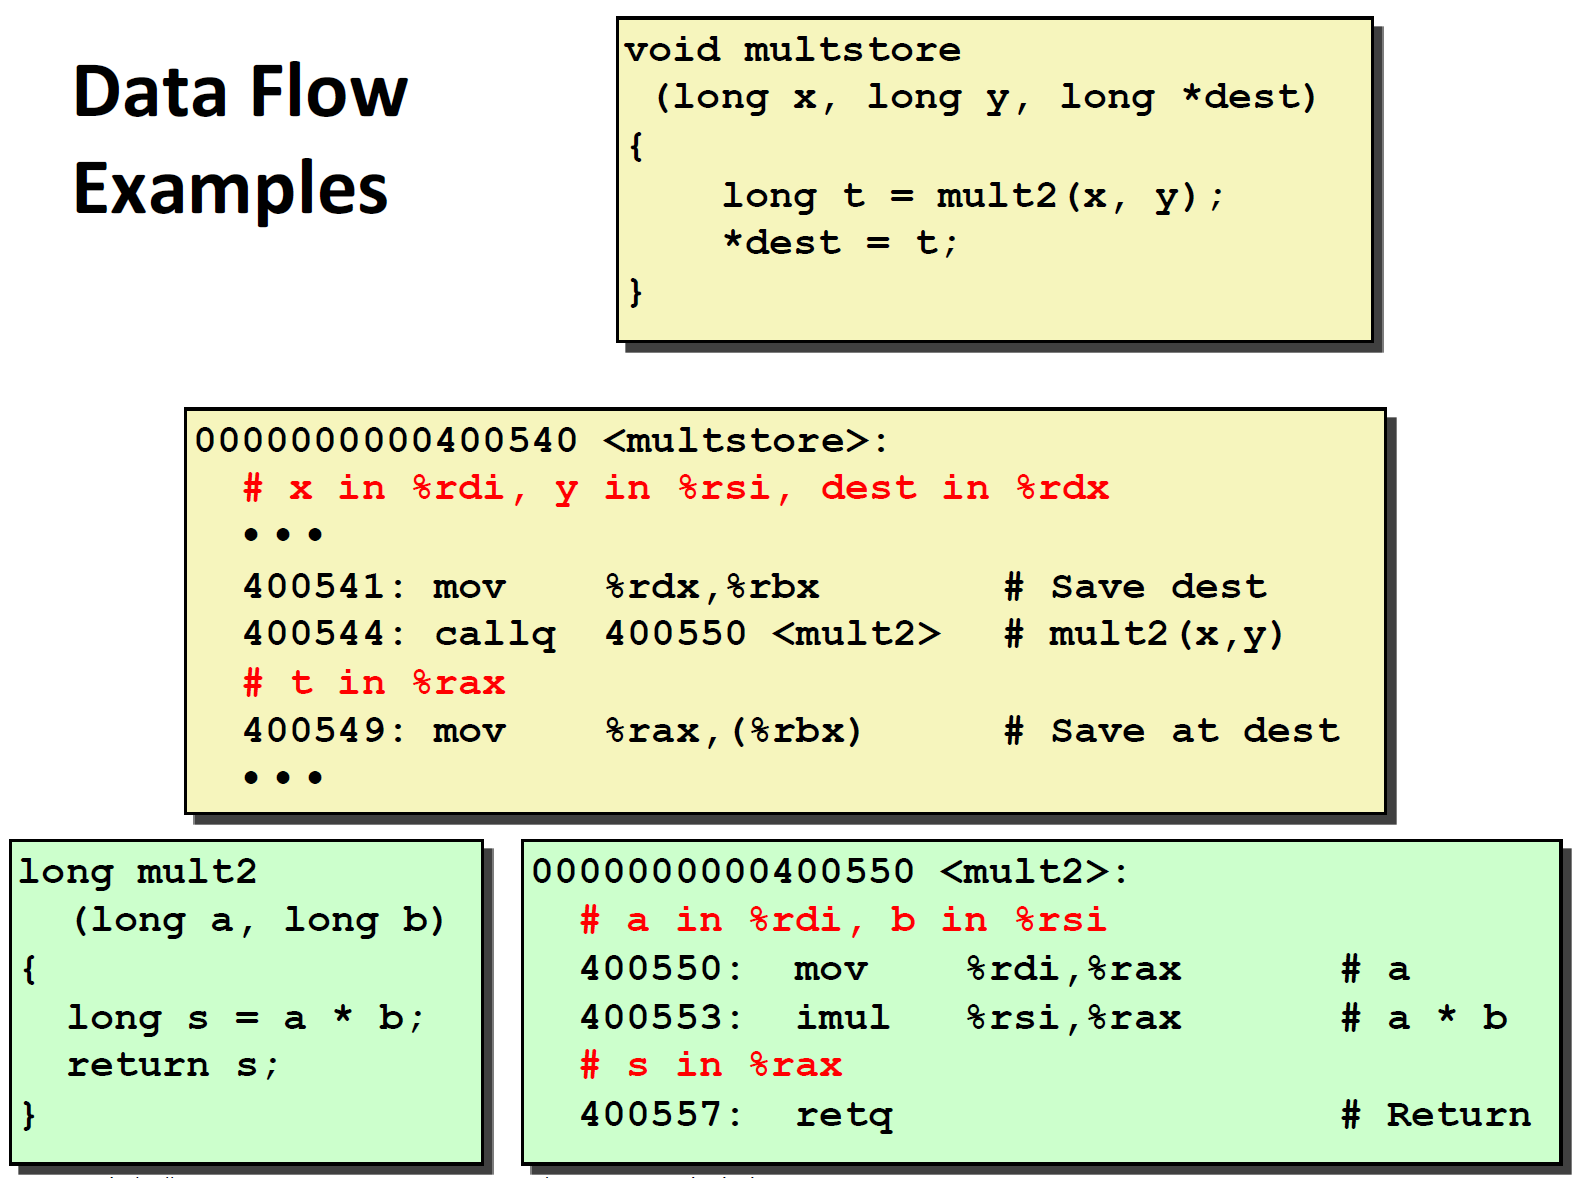 Data Flow
Examples
void multstore
(long x, long y, long *dest)
{
long t = mult2(x, y);
*dest = t;
}
0000000000400540 <multstore>:
# x in %rdi, y in %rsi, dest in %rdx
• • •
400541: mov %rdx,%rbx # Save dest
400544: callq 400550 <mult2> # mult2(x,y)
# t in %rax
400549: mov %rax,(%rbx) # Save at dest
• • •
long mult2
(long a, long b)
{
long s = a * b;
return s;
}
0000000000400550 <mult2>:
# a in %rdi, b in %rsi
400550: mov %rdi,%rax # a
400553: imul %rsi,%rax # a * b
# s in %rax
400557: retq # Return